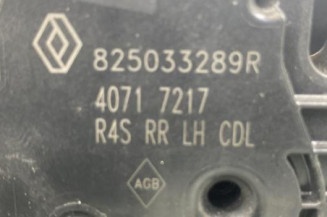 825033289R
4071 7217
R4S RR LH CDL
AGB